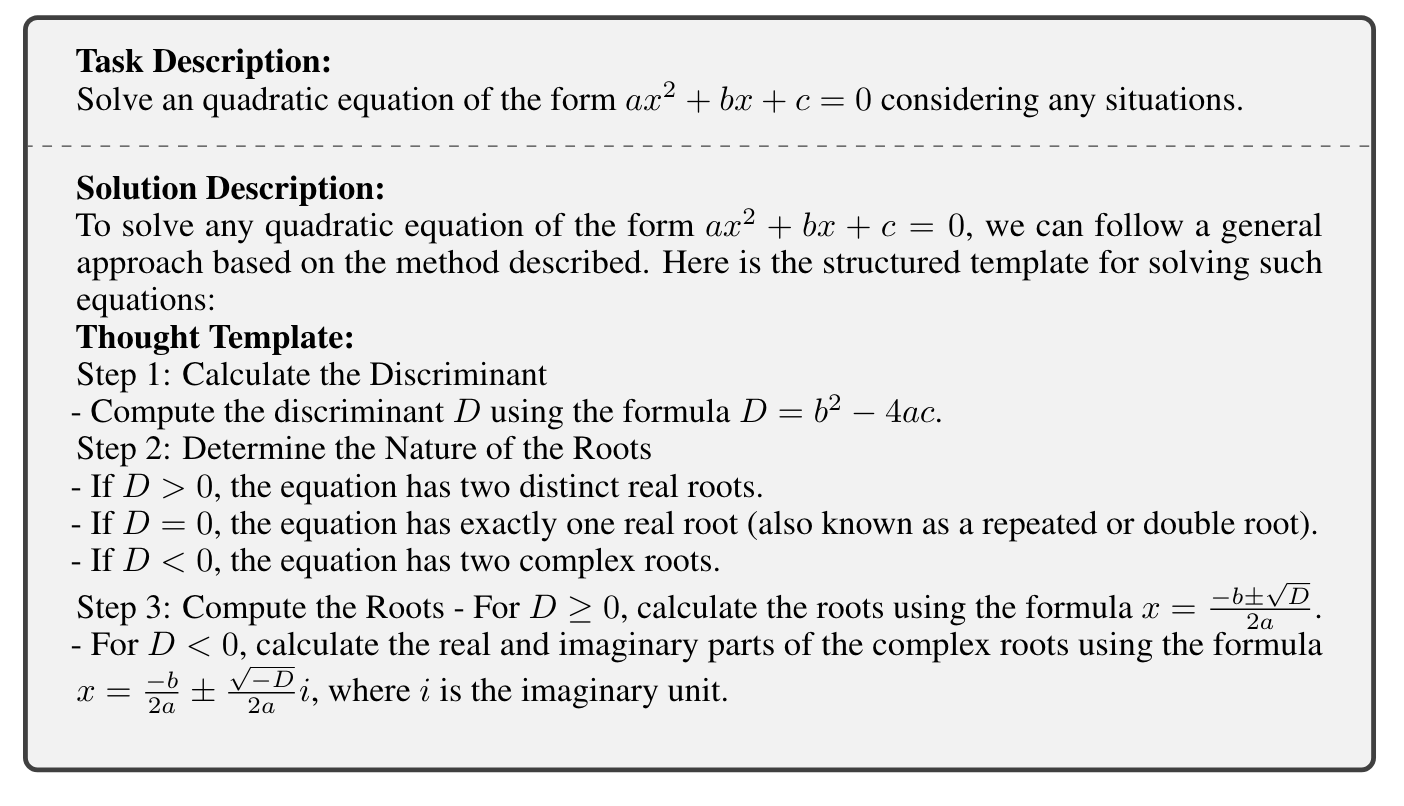 Task Description:
Solve an quadratic equation of the form $ax^2 + bx + c = 0$ considering any situations.
Solution Description:
To solve any quadratic equation of the form $ax^2 + bx + c = 0$, we can follow a general
approach based on the method described. Here is the structured template for solving such
equations:
Thought Template:
Step 1: Calculate the Discriminant
- Compute the discriminant $D$ using the formula $D = b^2 - 4ac$.
Step 2: Determine the Nature of the Roots
- If $D > 0$, the equation has two distinct real roots.
- If $D = 0$, the equation has exactly one real root (also known as a repeated or double root).
- If $D < 0$, the equation has two complex roots.
Step 3: Compute the Roots - For $D \geq 0$, calculate the roots using the formula $x = \frac{-b \pm \sqrt{D}}{2a}$.
- For $D < 0$, calculate the real and imaginary parts of the complex roots using the formula
$x = \frac{-b}{2a} \pm \frac{\sqrt{-D}}{2a}i$, where $i$ is the imaginary unit.